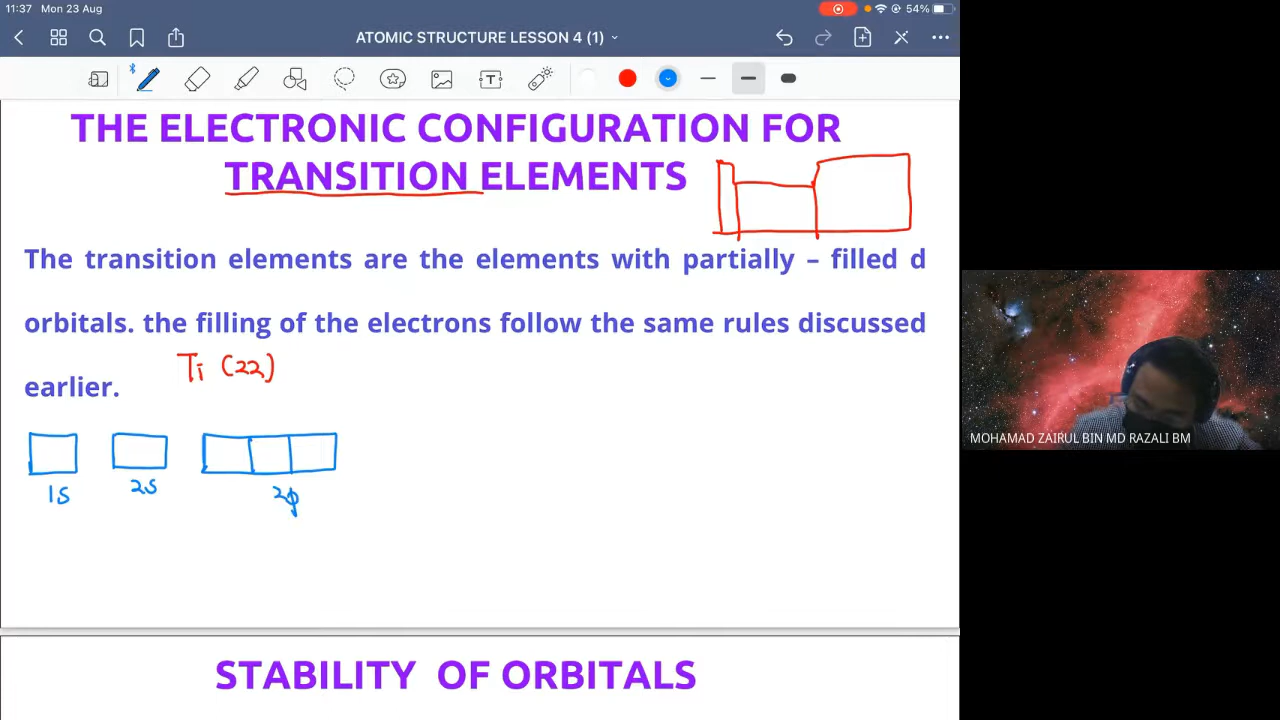 11:37 Mon 23 Aug
54%
ATOMIC STRUCTURE LESSON 4 (1)
THE ELECTRONIC CONFIGURATION FOR
TRANSITION ELEMENTS
The transition elements are the elements with partially – filled d
orbitals. the filling of the electrons follow the same rules discussed
earlier.
Ti (22)
1s 2s 2p
STABILITY OF ORBITALS
MOHAMAD ZAIRUL BIN MD RAZALI BM